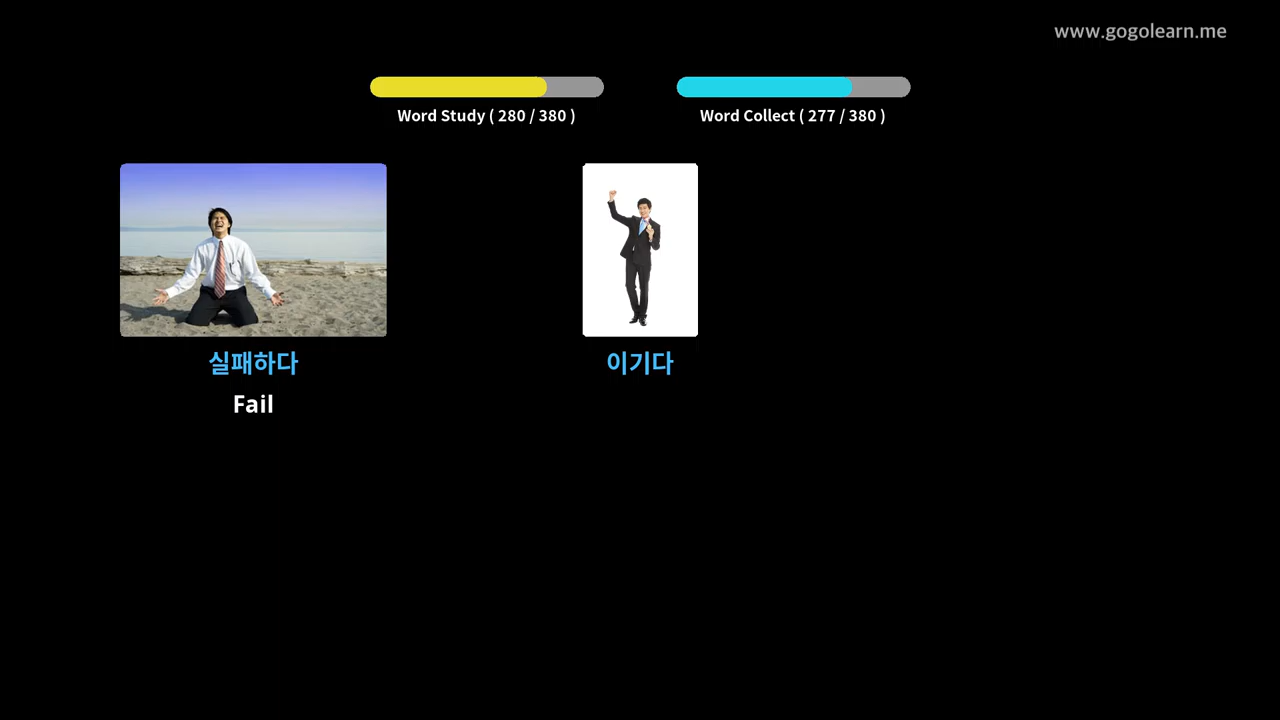 www.gogolearn.me
Word Study ( 280 / 380 )
Word Collect ( 277 / 380 )
실패하다
이기다
Fail